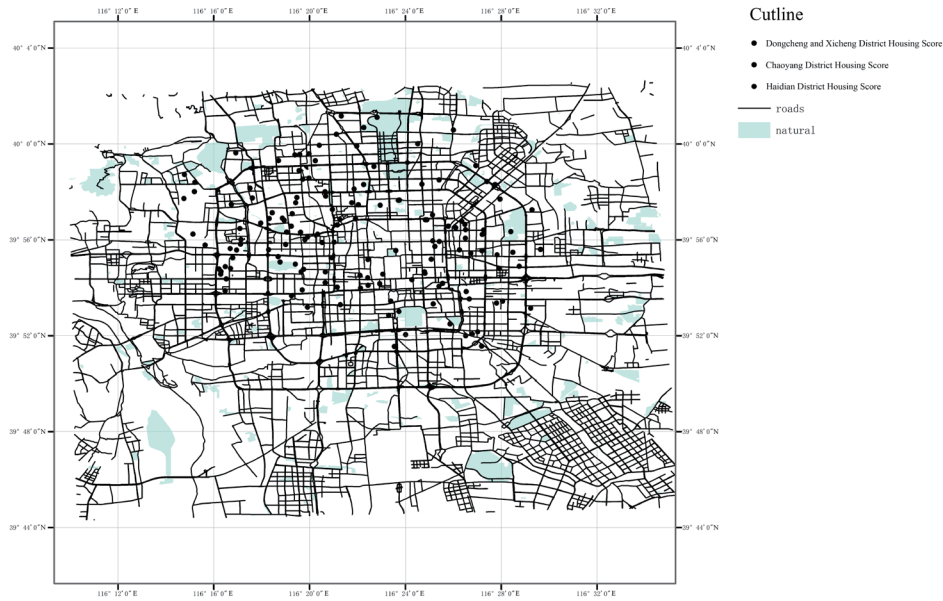 116° 12′ 0″E
116° 16′ 0″E
116° 20′ 0″E
116° 24′ 0″E
116° 28′ 0″E
116° 32′ 0″E
Cutline
Dongcheng and Xicheng District Housing Score
Chaoyang District Housing Score
Haidian District Housing Score
roads
natural
40° 4′ 0″N
40° 4′ 0″N
40° 0′ 0″N
40° 0′ 0″N
39° 56′ 0″N
39° 56′ 0″N
39° 52′ 0″N
39° 52′ 0″N
39° 48′ 0″N
39° 48′ 0″N
39° 44′ 0″N
39° 44′ 0″N
116° 12′ 0″E
116° 16′ 0″E
116° 20′ 0″E
116° 24′ 0″E
116° 28′ 0″E
116° 32′ 0″E